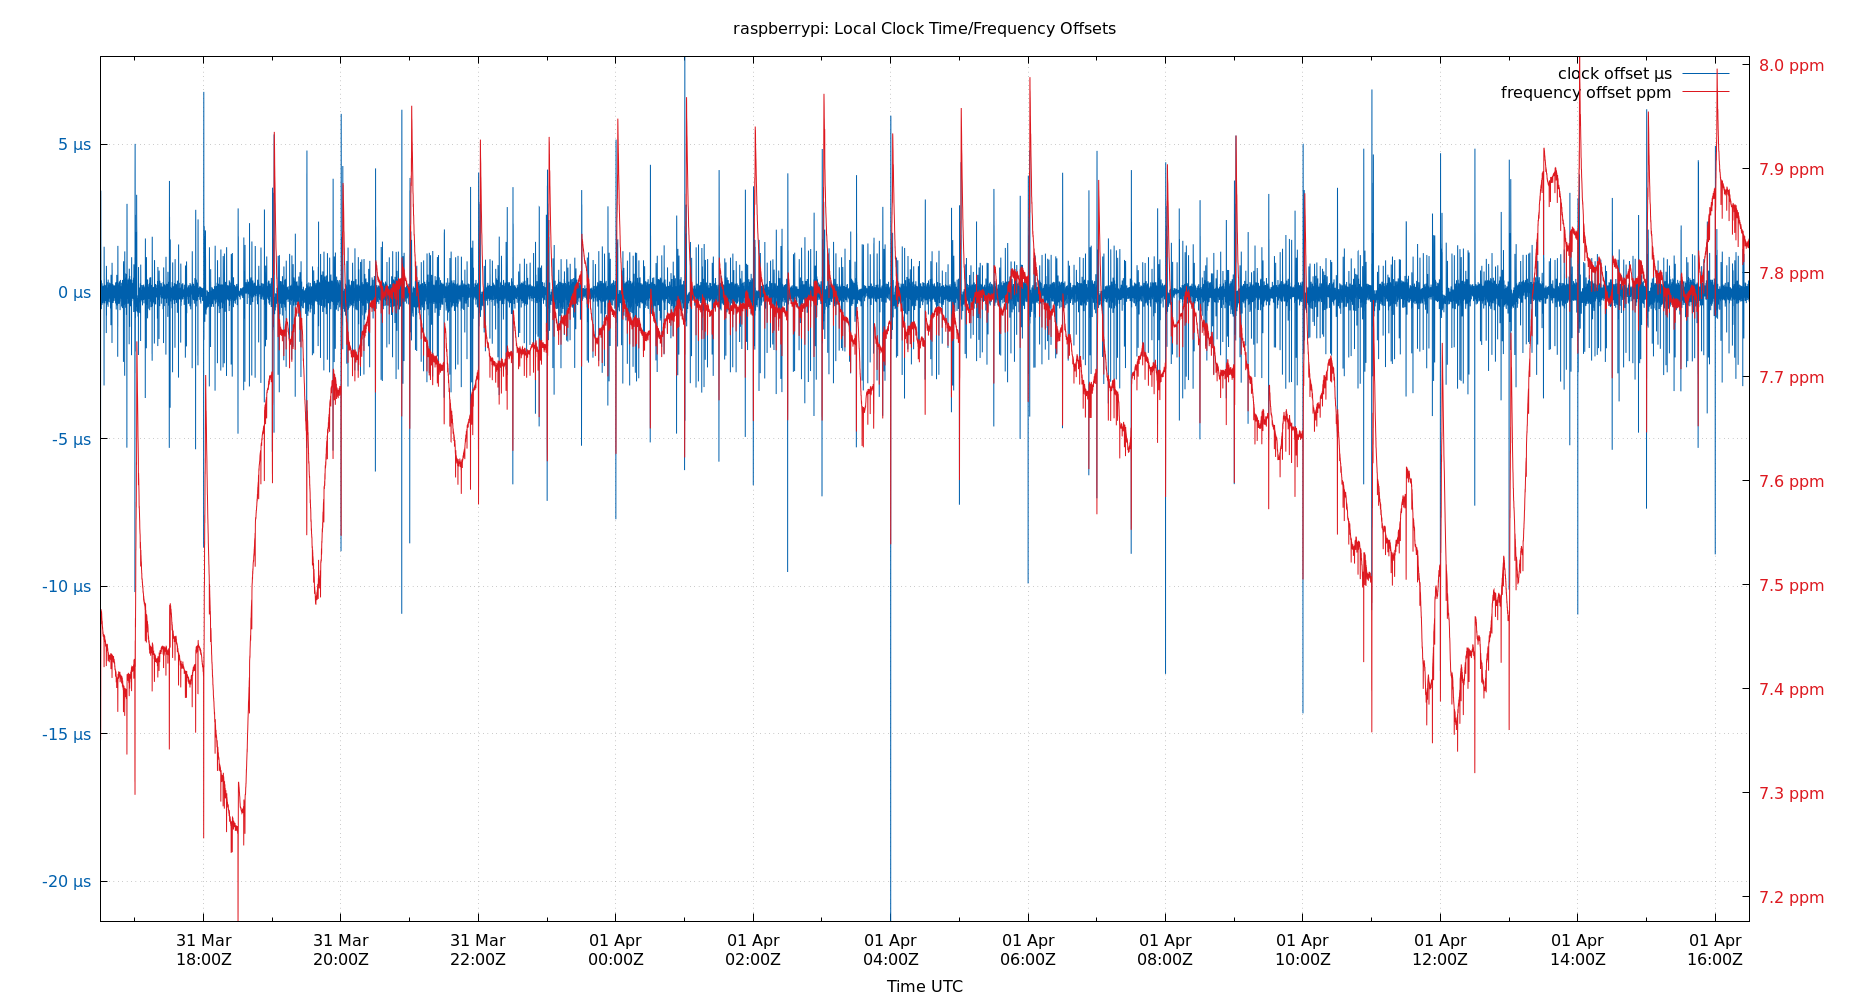 raspberrypi: Local Clock Time/Frequency Offsets
clock offset µs
frequency offset ppm
5 µs
0 µs
-5 µs
-10 µs
-15 µs
-20 µs
8.0 ppm
7.9 ppm
7.8 ppm
7.7 ppm
7.6 ppm
7.5 ppm
7.4 ppm
7.3 ppm
7.2 ppm
31 Mar 31 Mar 31 Mar 01 Apr 01 Apr 01 Apr 01 Apr 01 Apr 01 Apr 01 Apr 01 Apr 01 Apr
18:00Z 20:00Z 22:00Z 00:00Z 02:00Z 04:00Z 06:00Z 08:00Z 10:00Z 12:00Z 14:00Z 16:00Z
Time UTC